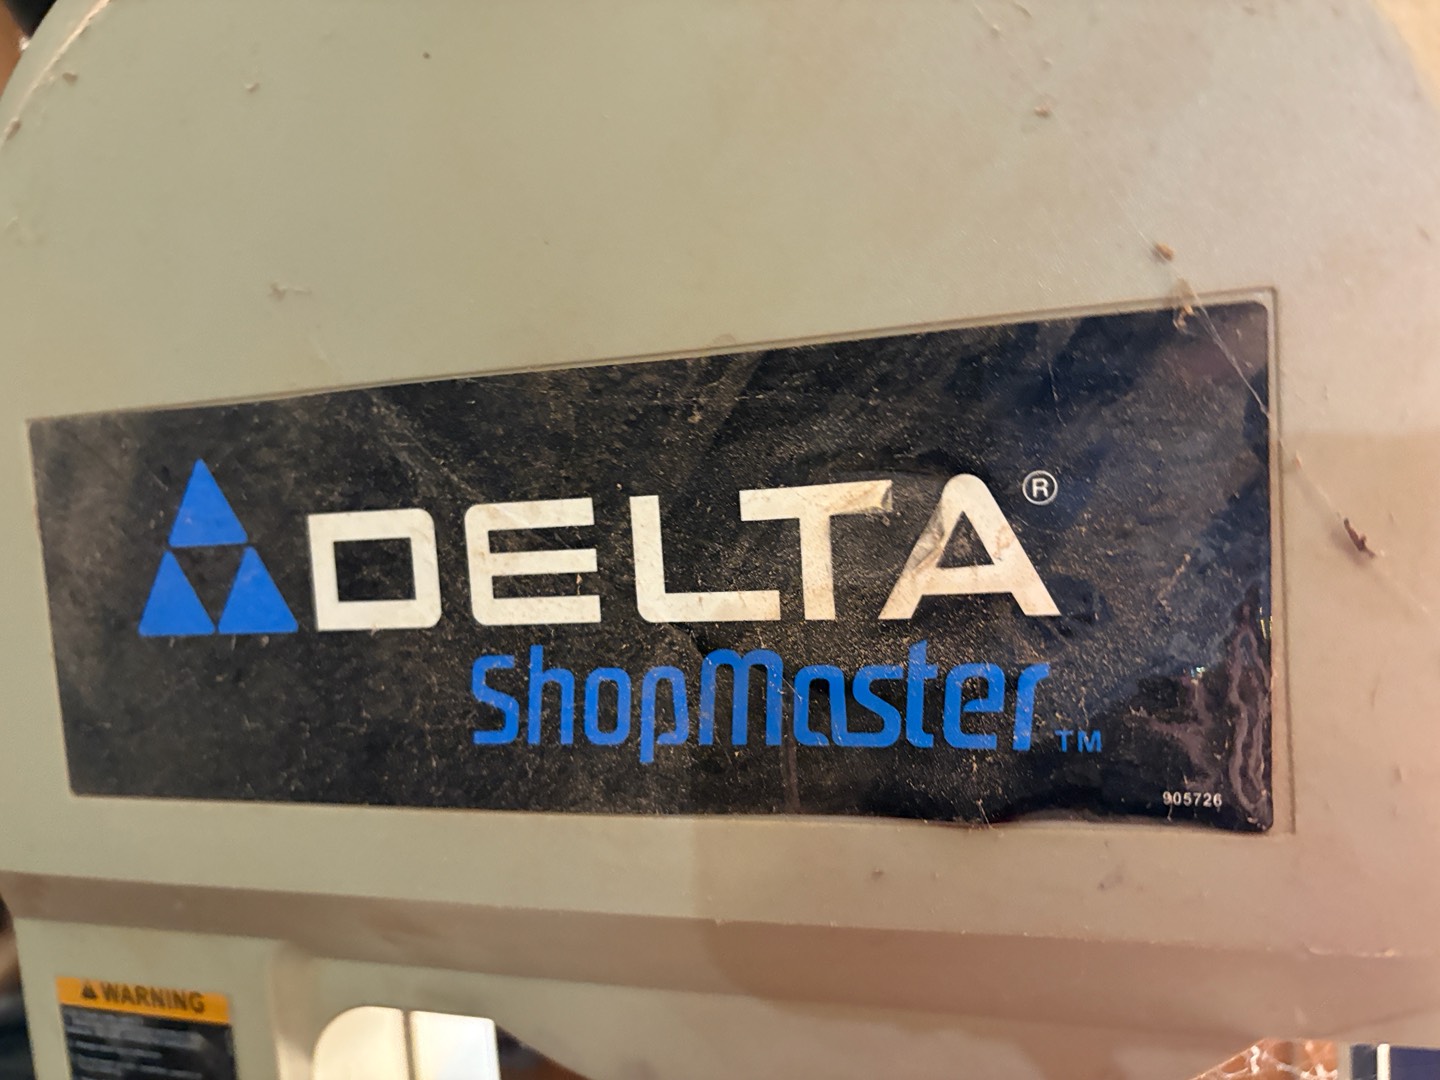 DELTA®
ShopMaster™
905726
⚠WARNING